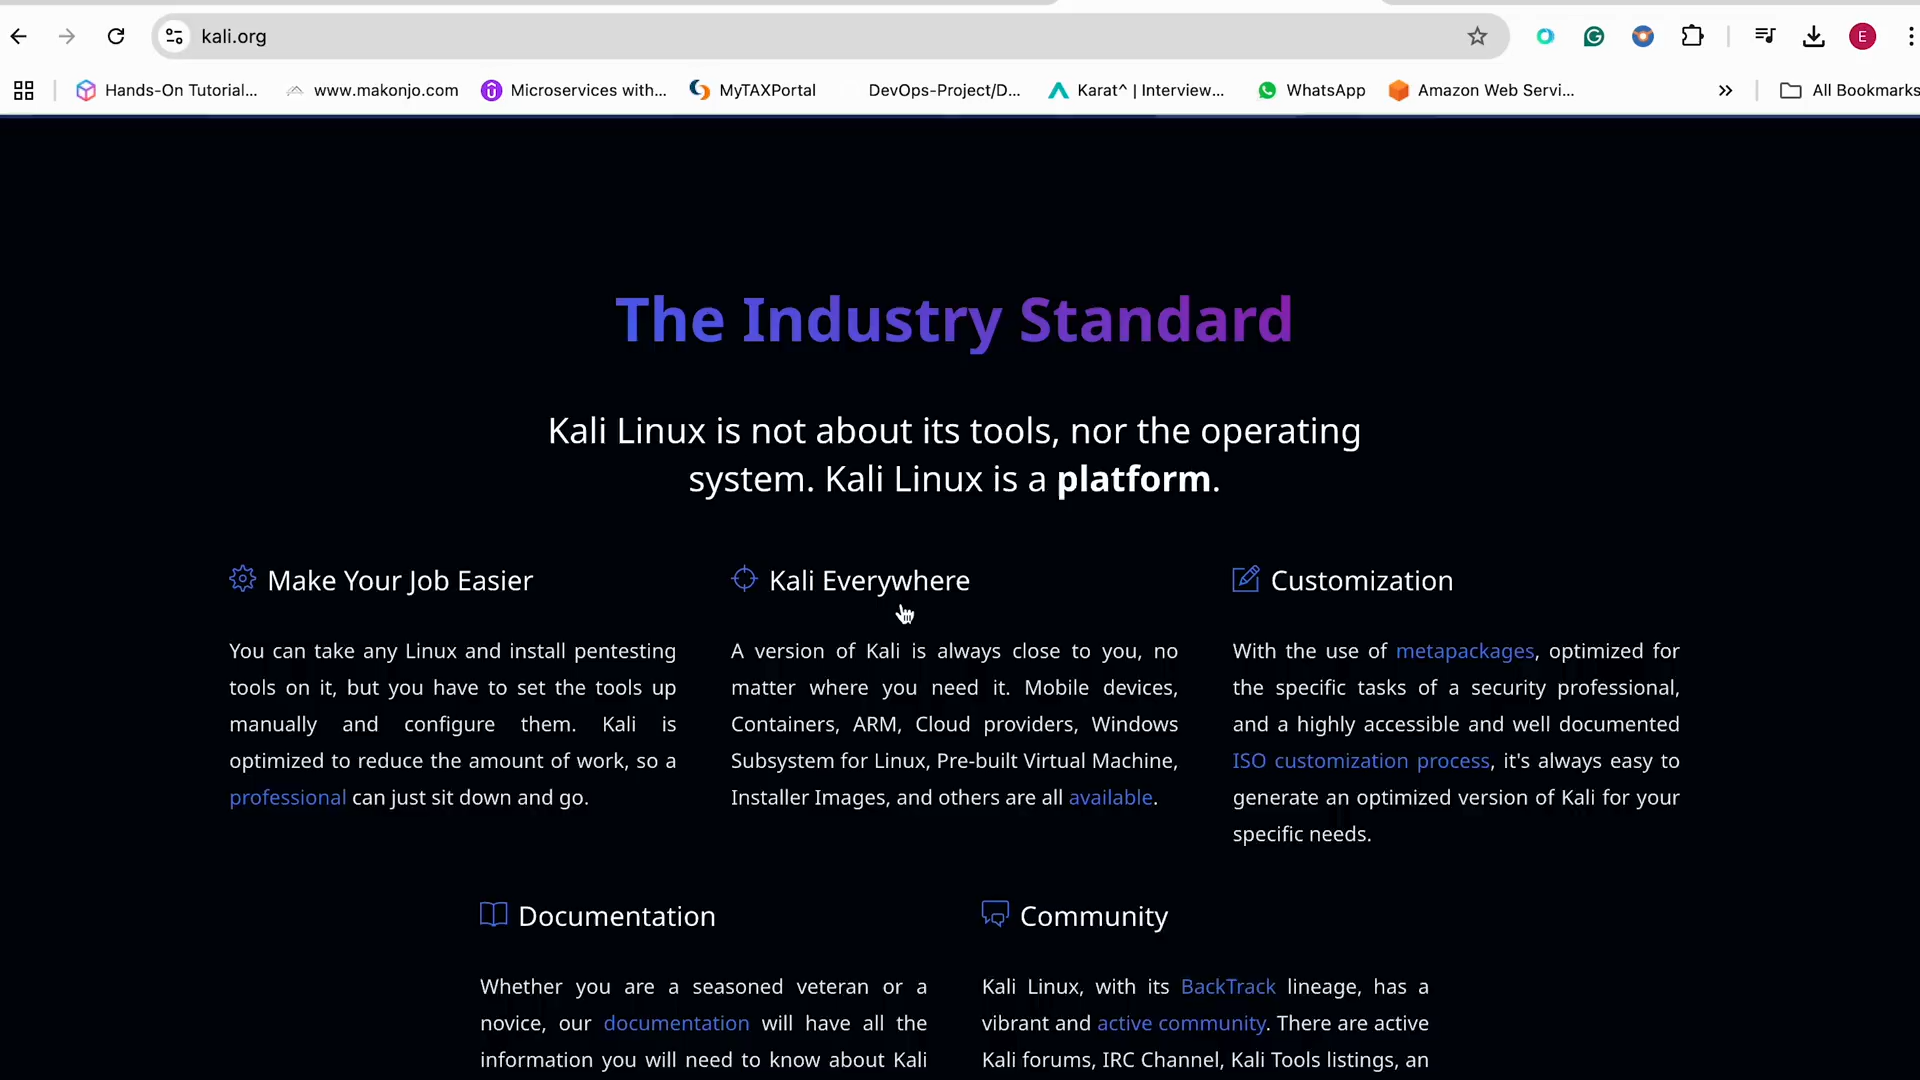 kali.org
E
Hands-On Tutorial...
www.makonjo.com
Microservices with...
MyTAXPortal
DevOps-Project/D...
Karat^ | Interview...
WhatsApp
Amazon Web Servi...
All Bookmarks
The Industry Standard
Kali Linux is not about its tools, nor the operating
system. Kali Linux is a platform.
Make Your Job Easier
You can take any Linux and install pentesting
tools on it, but you have to set the tools up
manually and configure them. Kali is
optimized to reduce the amount of work, so a
professional can just sit down and go.
Kali Everywhere
A version of Kali is always close to you, no
matter where you need it. Mobile devices,
Containers, ARM, Cloud providers, Windows
Subsystem for Linux, Pre-built Virtual Machine,
Installer Images, and others are all available.
Customization
With the use of metapackages, optimized for
the specific tasks of a security professional,
and a highly accessible and well documented
ISO customization process, it's always easy to
generate an optimized version of Kali for your
specific needs.
Documentation
Whether you are a seasoned veteran or a
novice, our documentation will have all the
information you will need to know about Kali
Community
Kali Linux, with its BackTrack lineage, has a
vibrant and active community. There are active
Kali forums, IRC Channel, Kali Tools listings, an